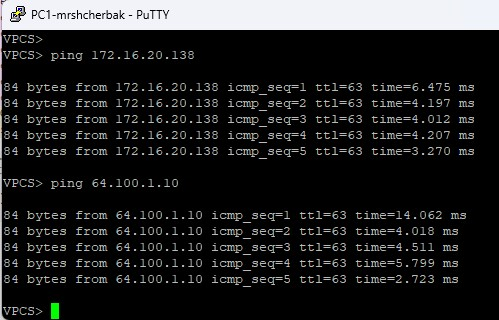 PC1-mrshcherbak - PuTTY
VPCS>
VPCS> ping 172.16.20.138
84 bytes from 172.16.20.138 icmp_seq=1 ttl=63 time=6.475 ms
84 bytes from 172.16.20.138 icmp_seq=2 ttl=63 time=4.197 ms
84 bytes from 172.16.20.138 icmp_seq=3 ttl=63 time=4.012 ms
84 bytes from 172.16.20.138 icmp_seq=4 ttl=63 time=4.207 ms
84 bytes from 172.16.20.138 icmp_seq=5 ttl=63 time=3.270 ms
VPCS> ping 64.100.1.10
84 bytes from 64.100.1.10 icmp_seq=1 ttl=63 time=14.062 ms
84 bytes from 64.100.1.10 icmp_seq=2 ttl=63 time=4.018 ms
84 bytes from 64.100.1.10 icmp_seq=3 ttl=63 time=4.511 ms
84 bytes from 64.100.1.10 icmp_seq=4 ttl=63 time=5.799 ms
84 bytes from 64.100.1.10 icmp_seq=5 ttl=63 time=2.723 ms
VPCS>